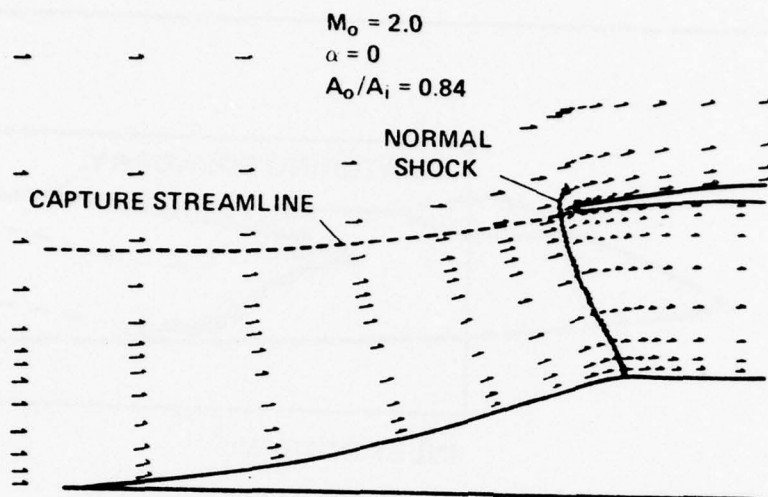 M₀ = 2.0
α = 0
A₀/Aᵢ = 0.84
NORMAL
SHOCK
CAPTURE STREAMLINE